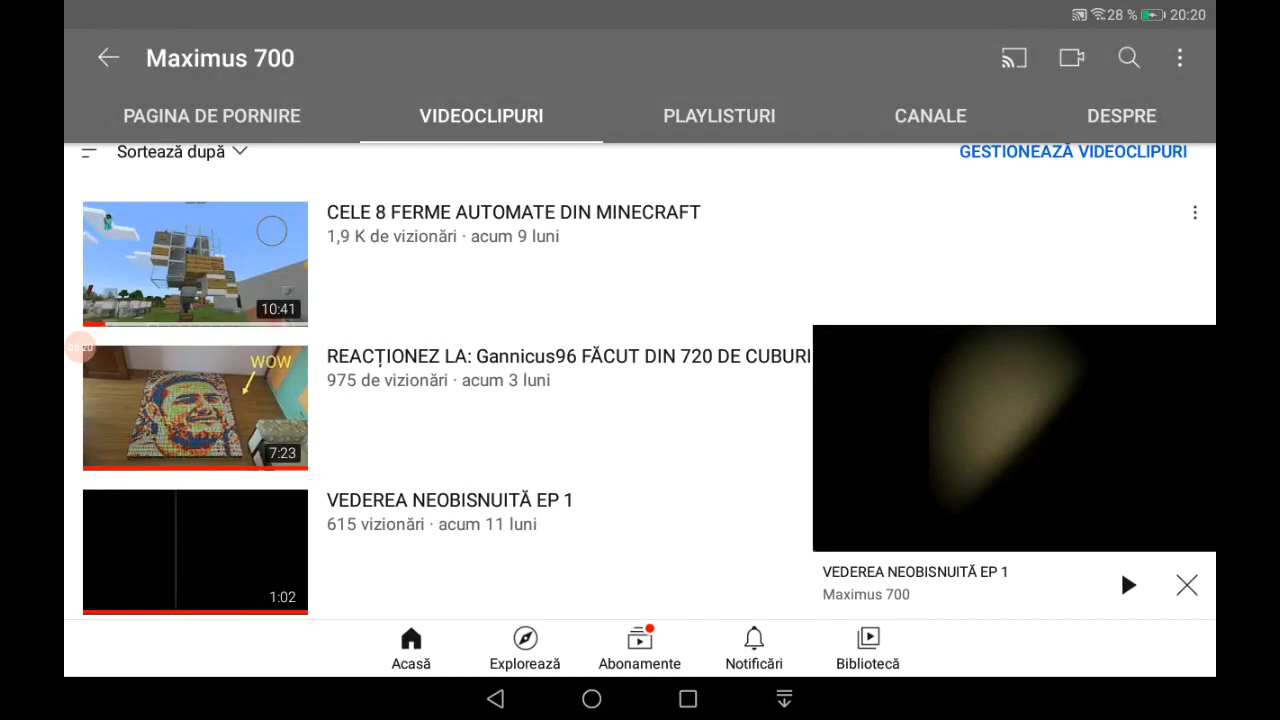 28 % 20:20
Maximus 700
PAGINA DE PORNIRE VIDEOCLIPURI PLAYLISTURI CANALE DESPRE
Sortează după GESTIONEAZĂ VIDEOCLIPURI
CELE 8 FERME AUTOMATE DIN MINECRAFT
1,9 K de vizionări · acum 9 luni
10:41
05:20
REACȚIONEZ LA: Gannicus96 FĂCUT DIN 720 DE CUBURI
975 de vizionări · acum 3 luni
WOW
7:23
VEDEREA NEOBISNUITĂ EP 1
615 vizionări · acum 11 luni
1:02
VEDEREA NEOBISNUITĂ EP 1
Maximus 700
Acasă Explorează Abonamente Notificări Bibliotecă